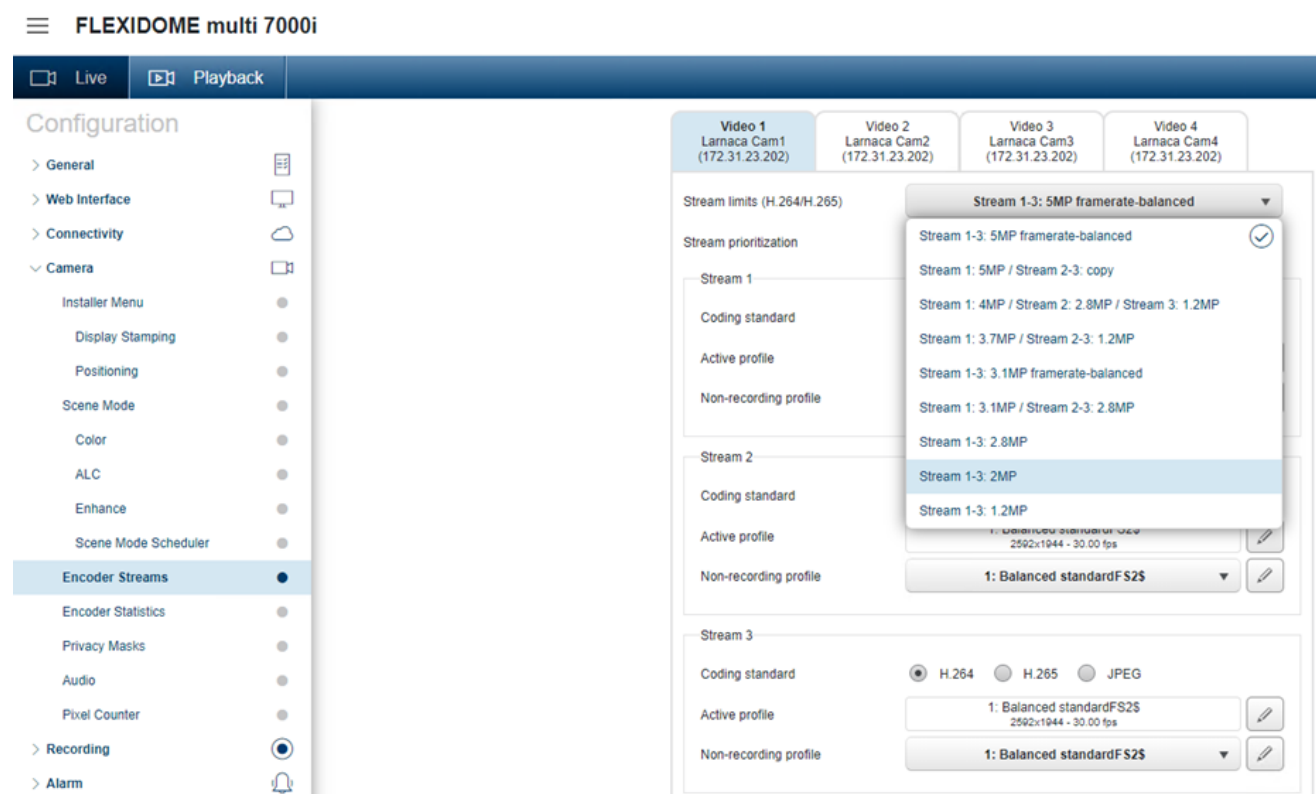 FLEXIDOME multi 7000i
Live
Playback
Configuration
General
Web Interface
Connectivity
Camera
Installer Menu
Display Stamping
Positioning
Scene Mode
Color
ALC
Enhance
Scene Mode Scheduler
Encoder Streams
Encoder Statistics
Privacy Masks
Audio
Pixel Counter
Recording
Alarm
Video 1
Larnaca Cam1
(172.31.23.202)
Video 2
Larnaca Cam2
(172.31.23.202)
Video 3
Larnaca Cam3
(172.31.23.202)
Video 4
Larnaca Cam4
(172.31.23.202)
Stream limits (H.264/H.265)
Stream 1-3: 5MP framerate-balanced
Stream prioritization
Stream 1-3: 5MP framerate-balanced
Stream 1: 5MP / Stream 2-3: copy
Stream 1: 4MP / Stream 2: 2.8MP / Stream 3: 1.2MP
Stream 1: 3.7MP / Stream 2-3: 1.2MP
Stream 1-3: 3.1MP framerate-balanced
Stream 1: 3.1MP / Stream 2-3: 2.8MP
Stream 1-3: 2.8MP
Stream 1-3: 2MP
Stream 1-3: 1.2MP
Stream 1
Coding standard
Active profile
Non-recording profile
Stream 2
Coding standard
Active profile
1: Balanced standardFS2$
2592x1944 - 30.00 fps
Non-recording profile
1: Balanced standardFS2$
Stream 3
Coding standard
H.264
H.265
JPEG
Active profile
1: Balanced standardFS2$
2592x1944 - 30.00 fps
Non-recording profile
1: Balanced standardFS2$